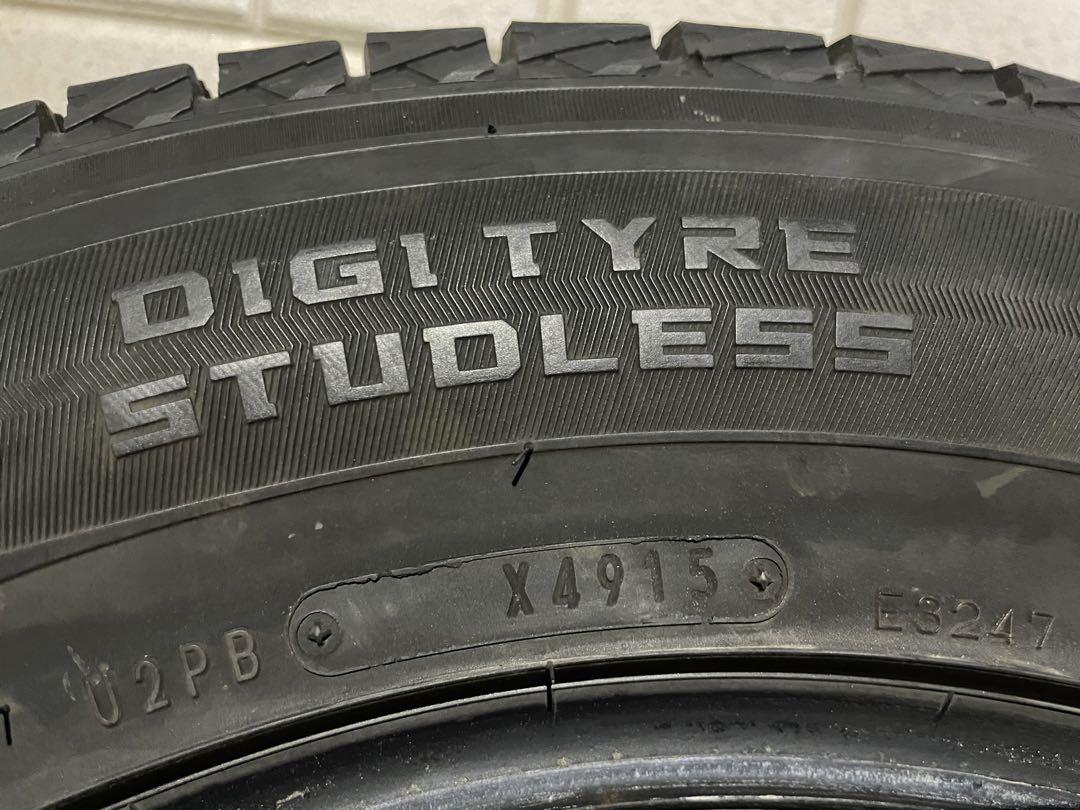 DIGI TYRE
STUDLESS
U2PB X4915 E3247